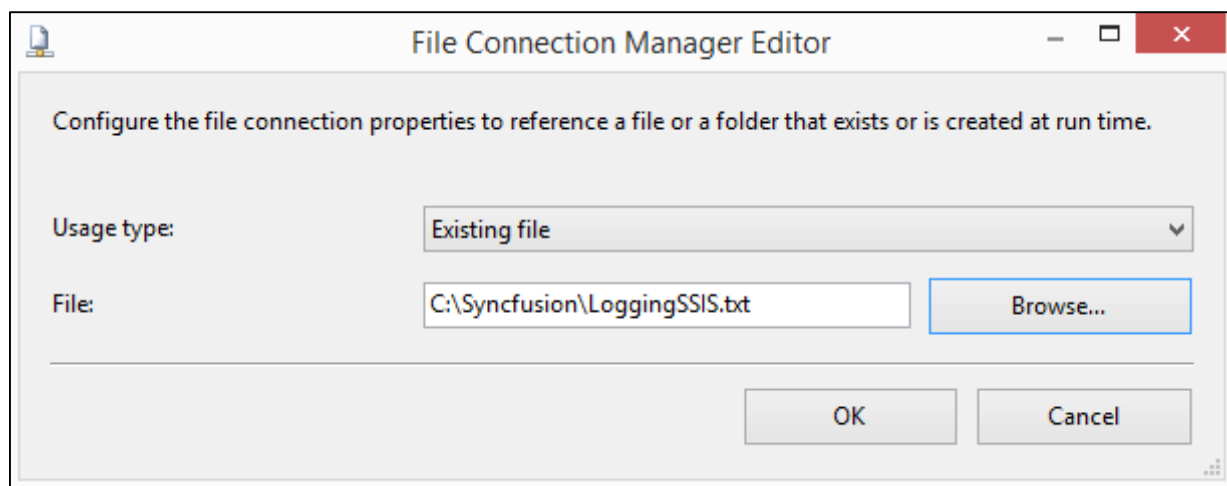 File Connection Manager Editor
Configure the file connection properties to reference a file or a folder that exists or is created at run time.
Usage type:
Existing file
File:
C:\Syncfusion\LoggingSSIS.txt
Browse...
OK
Cancel